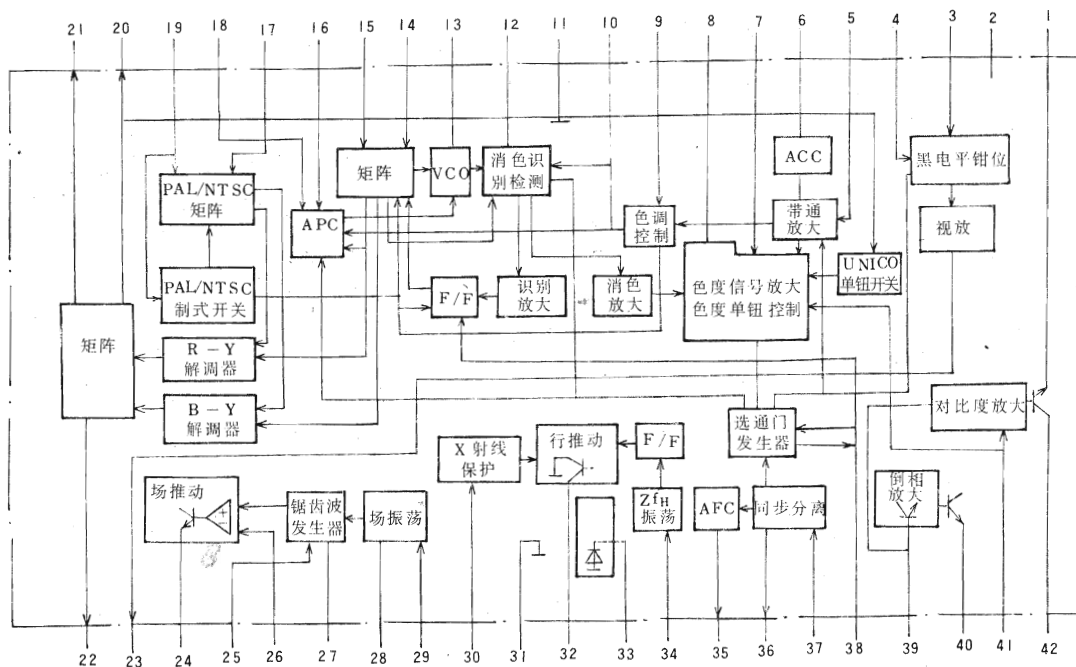 21 20 19 18 17 16 15 14 13 12 11 10 9 8 7 6 5 4 3 2 1
矩阵
VCO
消色识
别检测
ACC
黑电平钳位
PAL/NTSC
矩阵
APC
色调
控制
带通
放大
视放
PAL/NTSC
制式开关
F/F
识别
放大
消色
放大
色度信号放大
色度单钮控制
UNICO
单钮开关
矩阵
R-Y
解调器
B-Y
解调器
对比度放大
选通门
发生器
X射线
保护
行推动
F/F
场推动
锯齿波
发生器
场振荡
ZfH
振荡
AFC
同步分离
倒相
放大
22 23 24 25 26 27 28 29 30 31 32 33 34 35 36 37 38 39 40 41 42